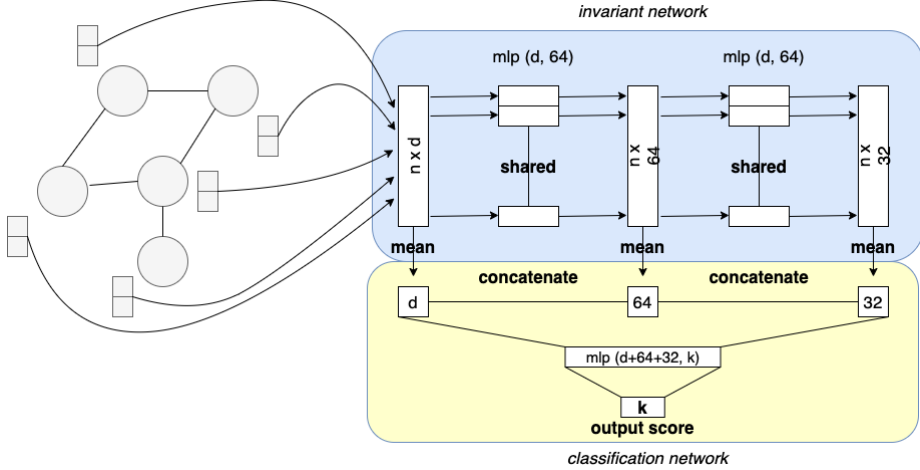 invariant network
mlp (d, 64)
mlp (d, 64)
n x d
n x
64
n x
32
shared
shared
mean
mean
mean
concatenate
concatenate
d
64
32
mlp (d+64+32, k)
k
output score
classification network